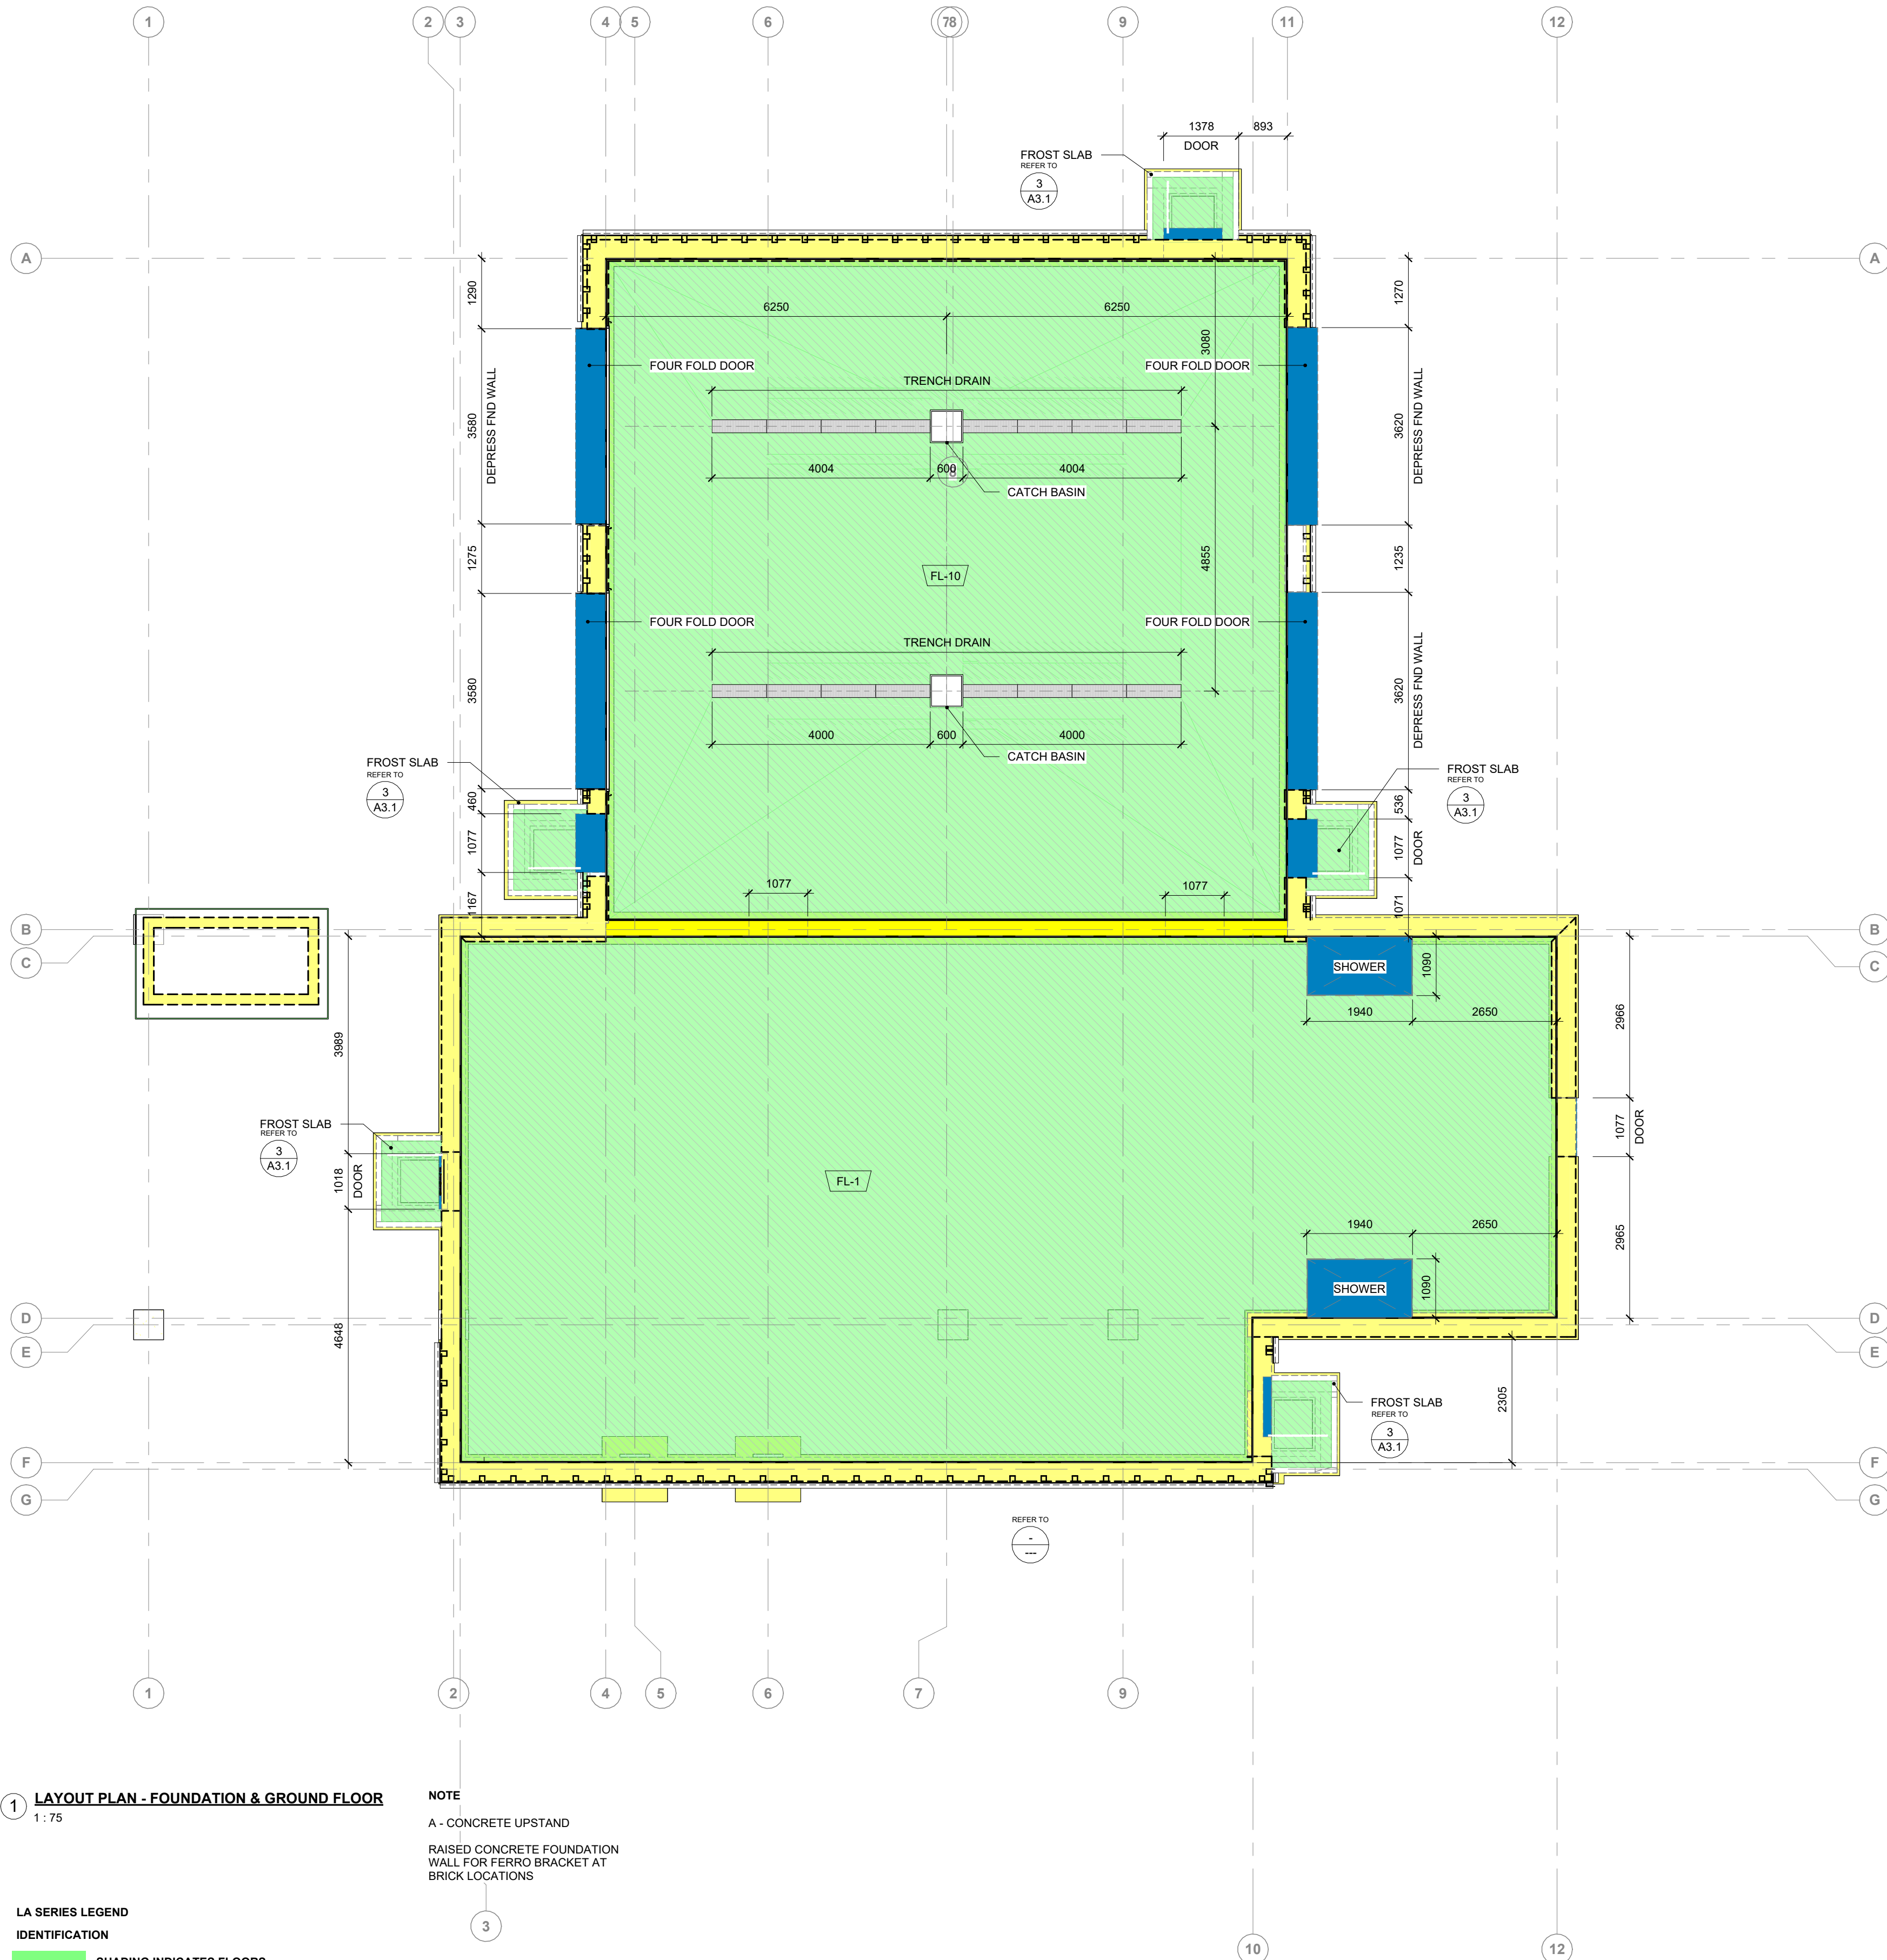 1 2 3 4 5 6 7 8 9 11 12
1378 893
DOOR
FROST SLAB
REFER TO
3
A3.1
A A
1290
1270
6250 6250
3080
FOUR FOLD DOOR
FOUR FOLD DOOR
TRENCH DRAIN
DEPRESS FND WALL
3580
3620
DEPRESS FND WALL
4004 600 4004
8
CATCH BASIN
1275
4855
1235
FL-10
FOUR FOLD DOOR
FOUR FOLD DOOR
TRENCH DRAIN
3580
3620
DEPRESS FND WALL
4000 600 4000
CATCH BASIN
FROST SLAB
REFER TO
3
A3.1
FROST SLAB
REFER TO
3
A3.1
460
536
1077
1077
DOOR
1077
1077
1167
1071
B B
C C
SHOWER
1090
1940 2650
2966
3989
FROST SLAB
REFER TO
3
A3.1
1018
DOOR
1077
DOOR
FL-1
1940 2650
2965
SHOWER
1090
D D
E E
4648
2305
FROST SLAB
REFER TO
3
A3.1
F F
G G
REFER TO
-
---
1 2 4 5 6 7 9
1
LAYOUT PLAN - FOUNDATION & GROUND FLOOR
1 : 75
NOTE
A - CONCRETE UPSTAND
RAISED CONCRETE FOUNDATION
WALL FOR FERRO BRACKET AT
BRICK LOCATIONS
3
LA SERIES LEGEND
IDENTIFICATION
10 12
SHADING INDICATES FLOORS